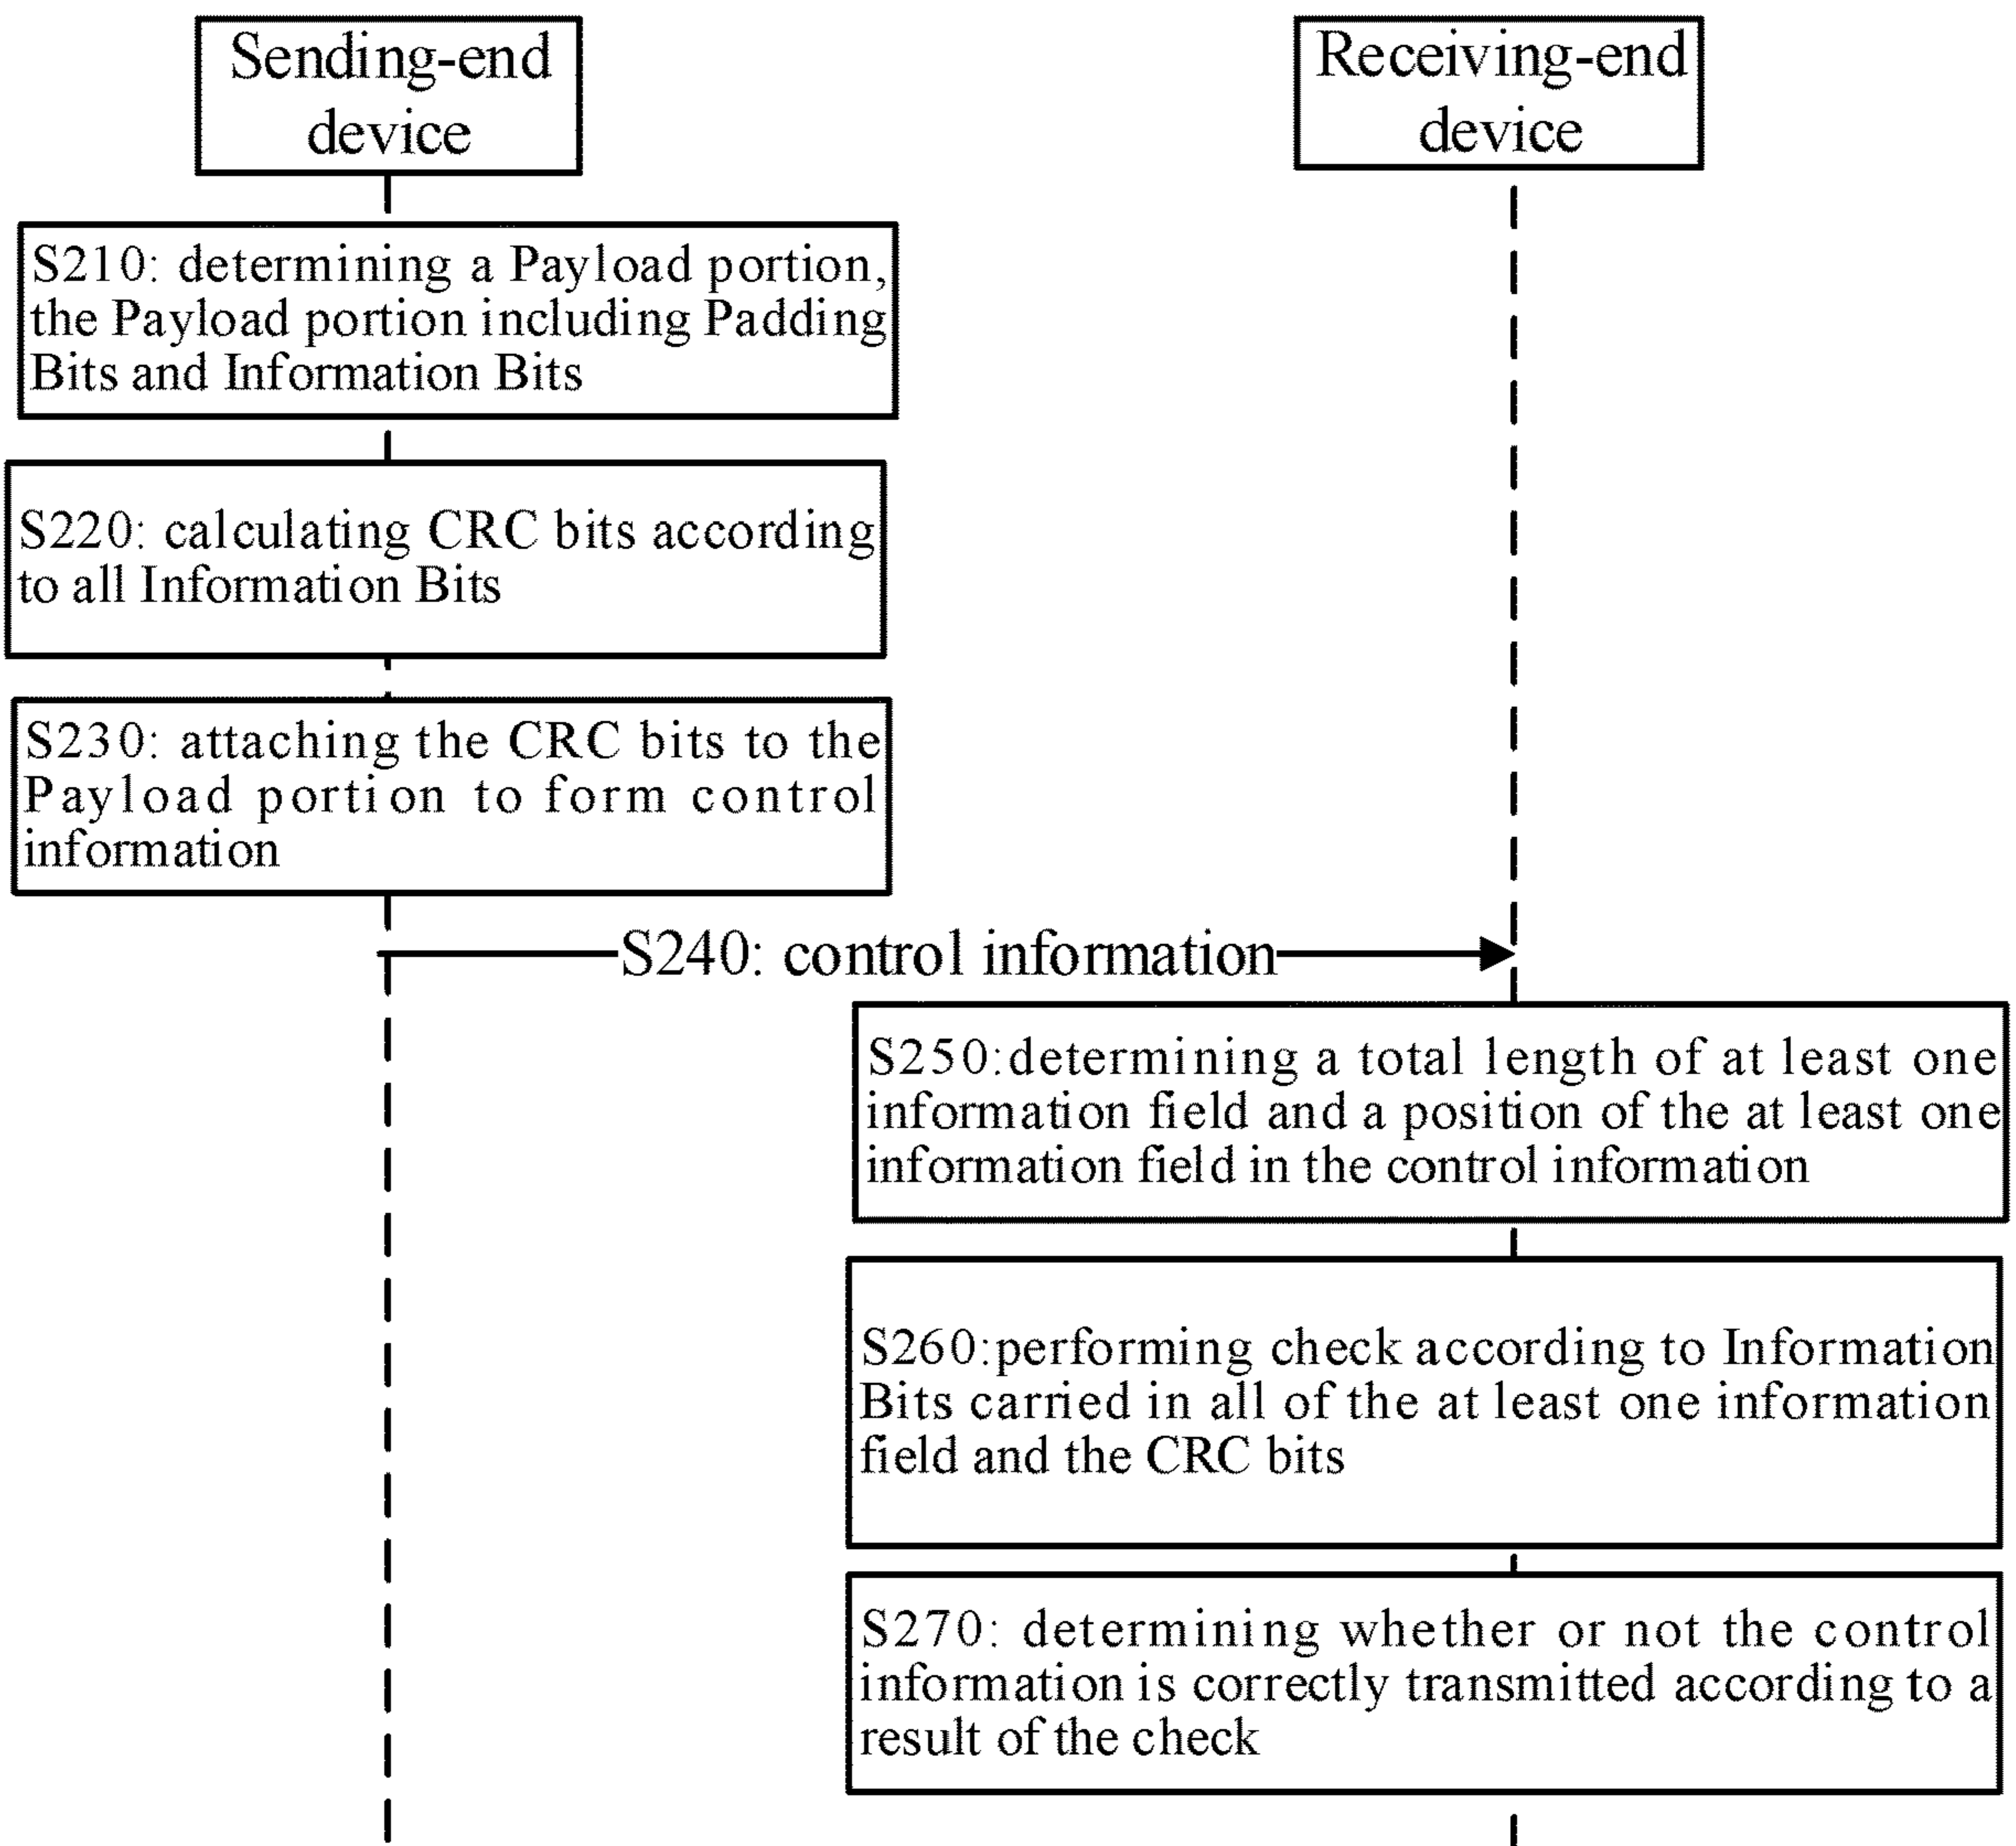 Sending-end
device
Receiving-end
device
S210: determining a Payload portion,
the Payload portion including Padding
Bits and Information Bits
S220: calculating CRC bits according
to all Information Bits
S230: attaching the CRC bits to the
Payload portion to form control
information
S240: control information
S250:determining a total length of at least one
information field and a position of the at least one
information field in the control information
S260:performing check according to Information
Bits carried in all of the at least one information
field and the CRC bits
S270: determining whether or not the control
information is correctly transmitted according to a
result of the check